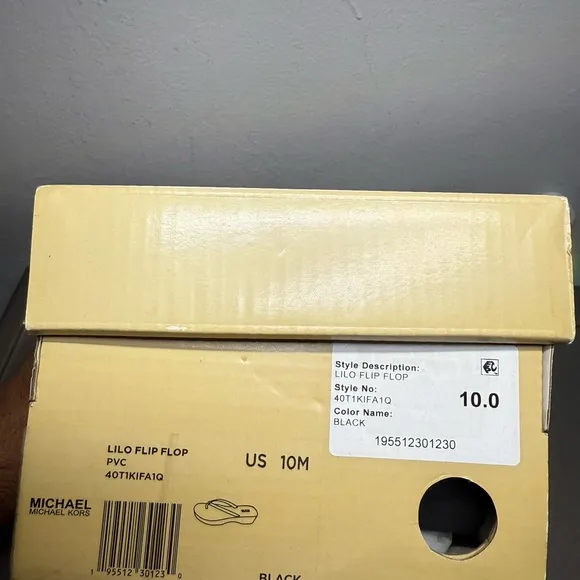 Style Description:
LILO FLIP FLOP
Style No:
40T1KIFA1Q
10.0
Color Name:
BLACK
195512301230
LILO FLIP FLOP
PVC
40T1KIFA1Q
US 10M
MICHAEL
MICHAEL KORS
1 95512 30123 0
BLACK